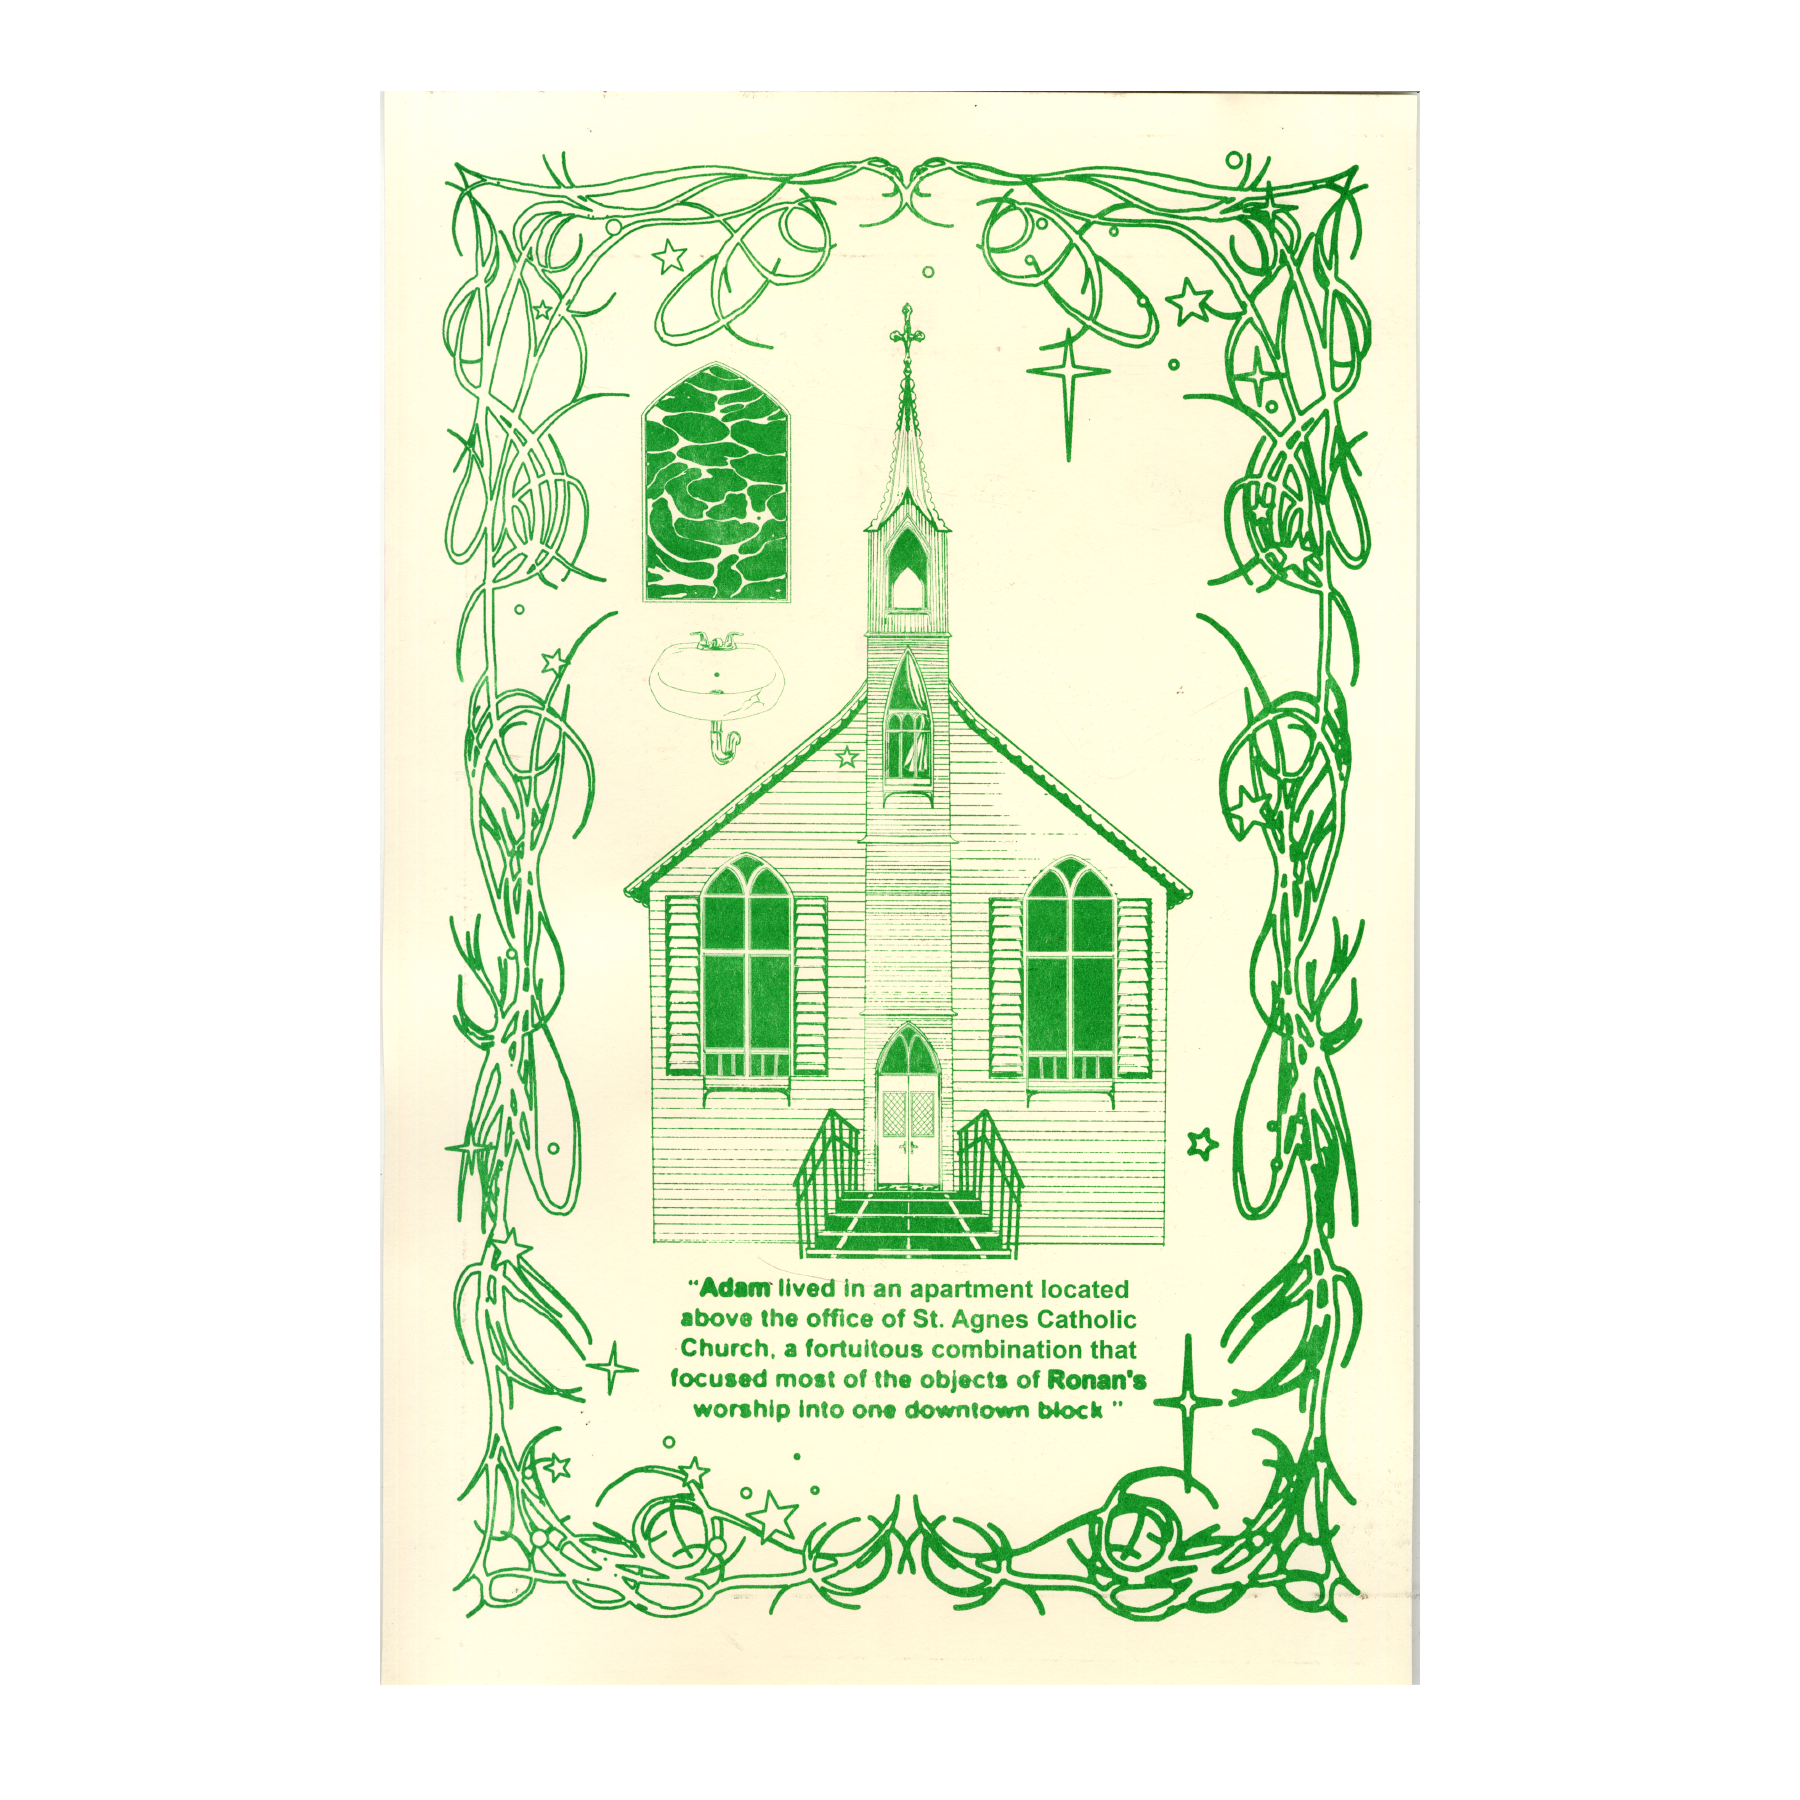 “Adam lived in an apartment located
above the office of St. Agnes Catholic
Church, a fortuitous combination that
focused most of the objects of Ronan's
worship into one downtown block ”